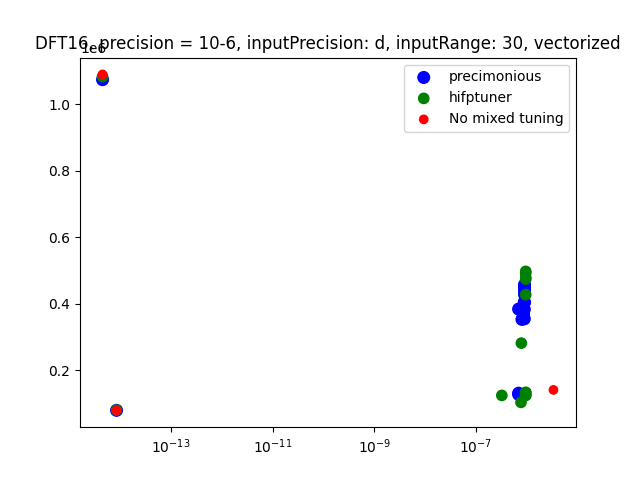 DFT16, precision = 10-6, inputPrecision: d, inputRange: 30, vectorized
1e6
precimonious
hifptuner
No mixed tuning
1.0
0.8
0.6
0.4
0.2
10⁻¹³
10⁻¹¹
10⁻⁹
10⁻⁷